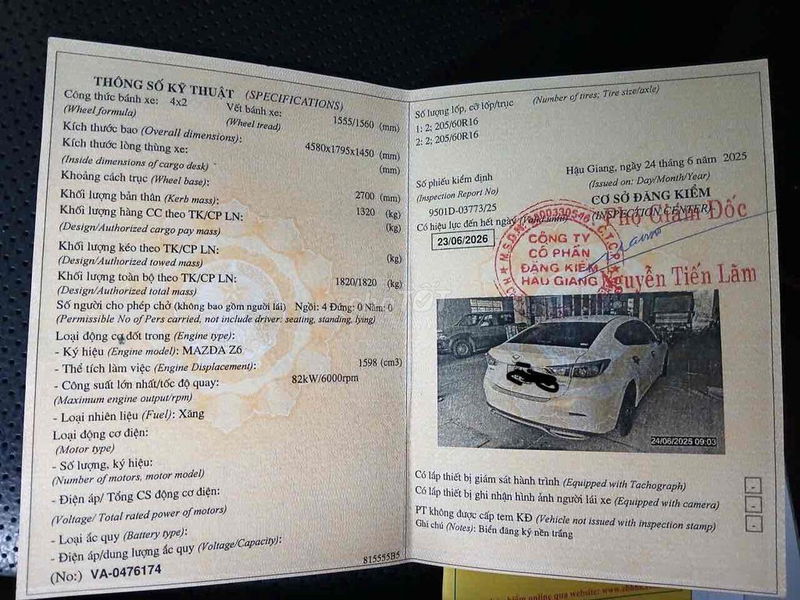 THÔNG SỐ KỸ THUẬT (SPECIFICATIONS)
Công thức bánh xe: 4x2
(Wheel formula)
Vết bánh xe: 1555/1560 (mm)
(Wheel tread)
Kích thước bao (Overall dimensions): 4580x1795x1450 (mm)
Kích thước lòng thùng xe: (mm)
(Inside dimensions of cargo desk)
Khoảng cách trục (Wheel base): 2700 (mm)
Khối lượng bản thân (Kerb mass): 1320 (kg)
Khối lượng hàng CC theo TK/CP LN: (kg)
(Design/Authorized cargo pay mass)
Khối lượng kéo theo TK/CP LN: (kg)
(Design/Authorized towed mass)
Khối lượng toàn bộ theo TK/CP LN: 1820/1820 (kg)
(Design/Authorized total mass)
Số người cho phép chở (không bao gồm người lái) Ngồi: 4 Đứng: 0 Nằm: 0
(Permissible No of Pers carried, not include driver: seating, standing, lying)
Loại động cơ đốt trong (Engine type):
- Ký hiệu (Engine model): MAZDA Z6
- Thể tích làm việc (Engine Displacement): 1598 (cm3)
- Công suất lớn nhất/tốc độ quay: 82kW/6000rpm
(Maximum engine output/rpm)
- Loại nhiên liệu (Fuel): Xăng
Loại động cơ điện:
(Motor type)
- Số lượng, ký hiệu:
(Number of motors, motor model)
- Điện áp/ Tổng CS động cơ điện:
(Voltage/ Total rated power of motors)
- Loại ắc quy (Battery type):
- Điện áp/dung lượng ắc quy (Voltage/Capacity):
(No:) VA-0476174
815555B5
Số lượng lốp, cỡ lốp/trục (Number of tires; Tire size/axle)
1: 2; 205/60R16
2: 2; 205/60R16
Số phiếu kiểm định
(Inspection Report No)
9501D-03773/25
Có hiệu lực đến hết ngày
23/06/2026
Hậu Giang, ngày 24 tháng 6 năm 2025
(Issued on: Day/Month/Year)
CƠ SỞ ĐĂNG KIỂM
(INSPECTION CENTER)
Phó Giám Đốc
CÔNG TY
CỔ PHẦN
ĐĂNG KIỂM
HẬU GIANG
Nguyễn Tiến Lãm
24/06/2025 09:03
Có lắp thiết bị giám sát hành trình (Equipped with Tachograph) -
Có lắp thiết bị ghi nhận hình ảnh người lái xe (Equipped with camera) -
PT không được cấp tem KĐ (Vehicle not issued with inspection stamp) -
Ghi chú (Notes): Biển đăng ký nền trắng